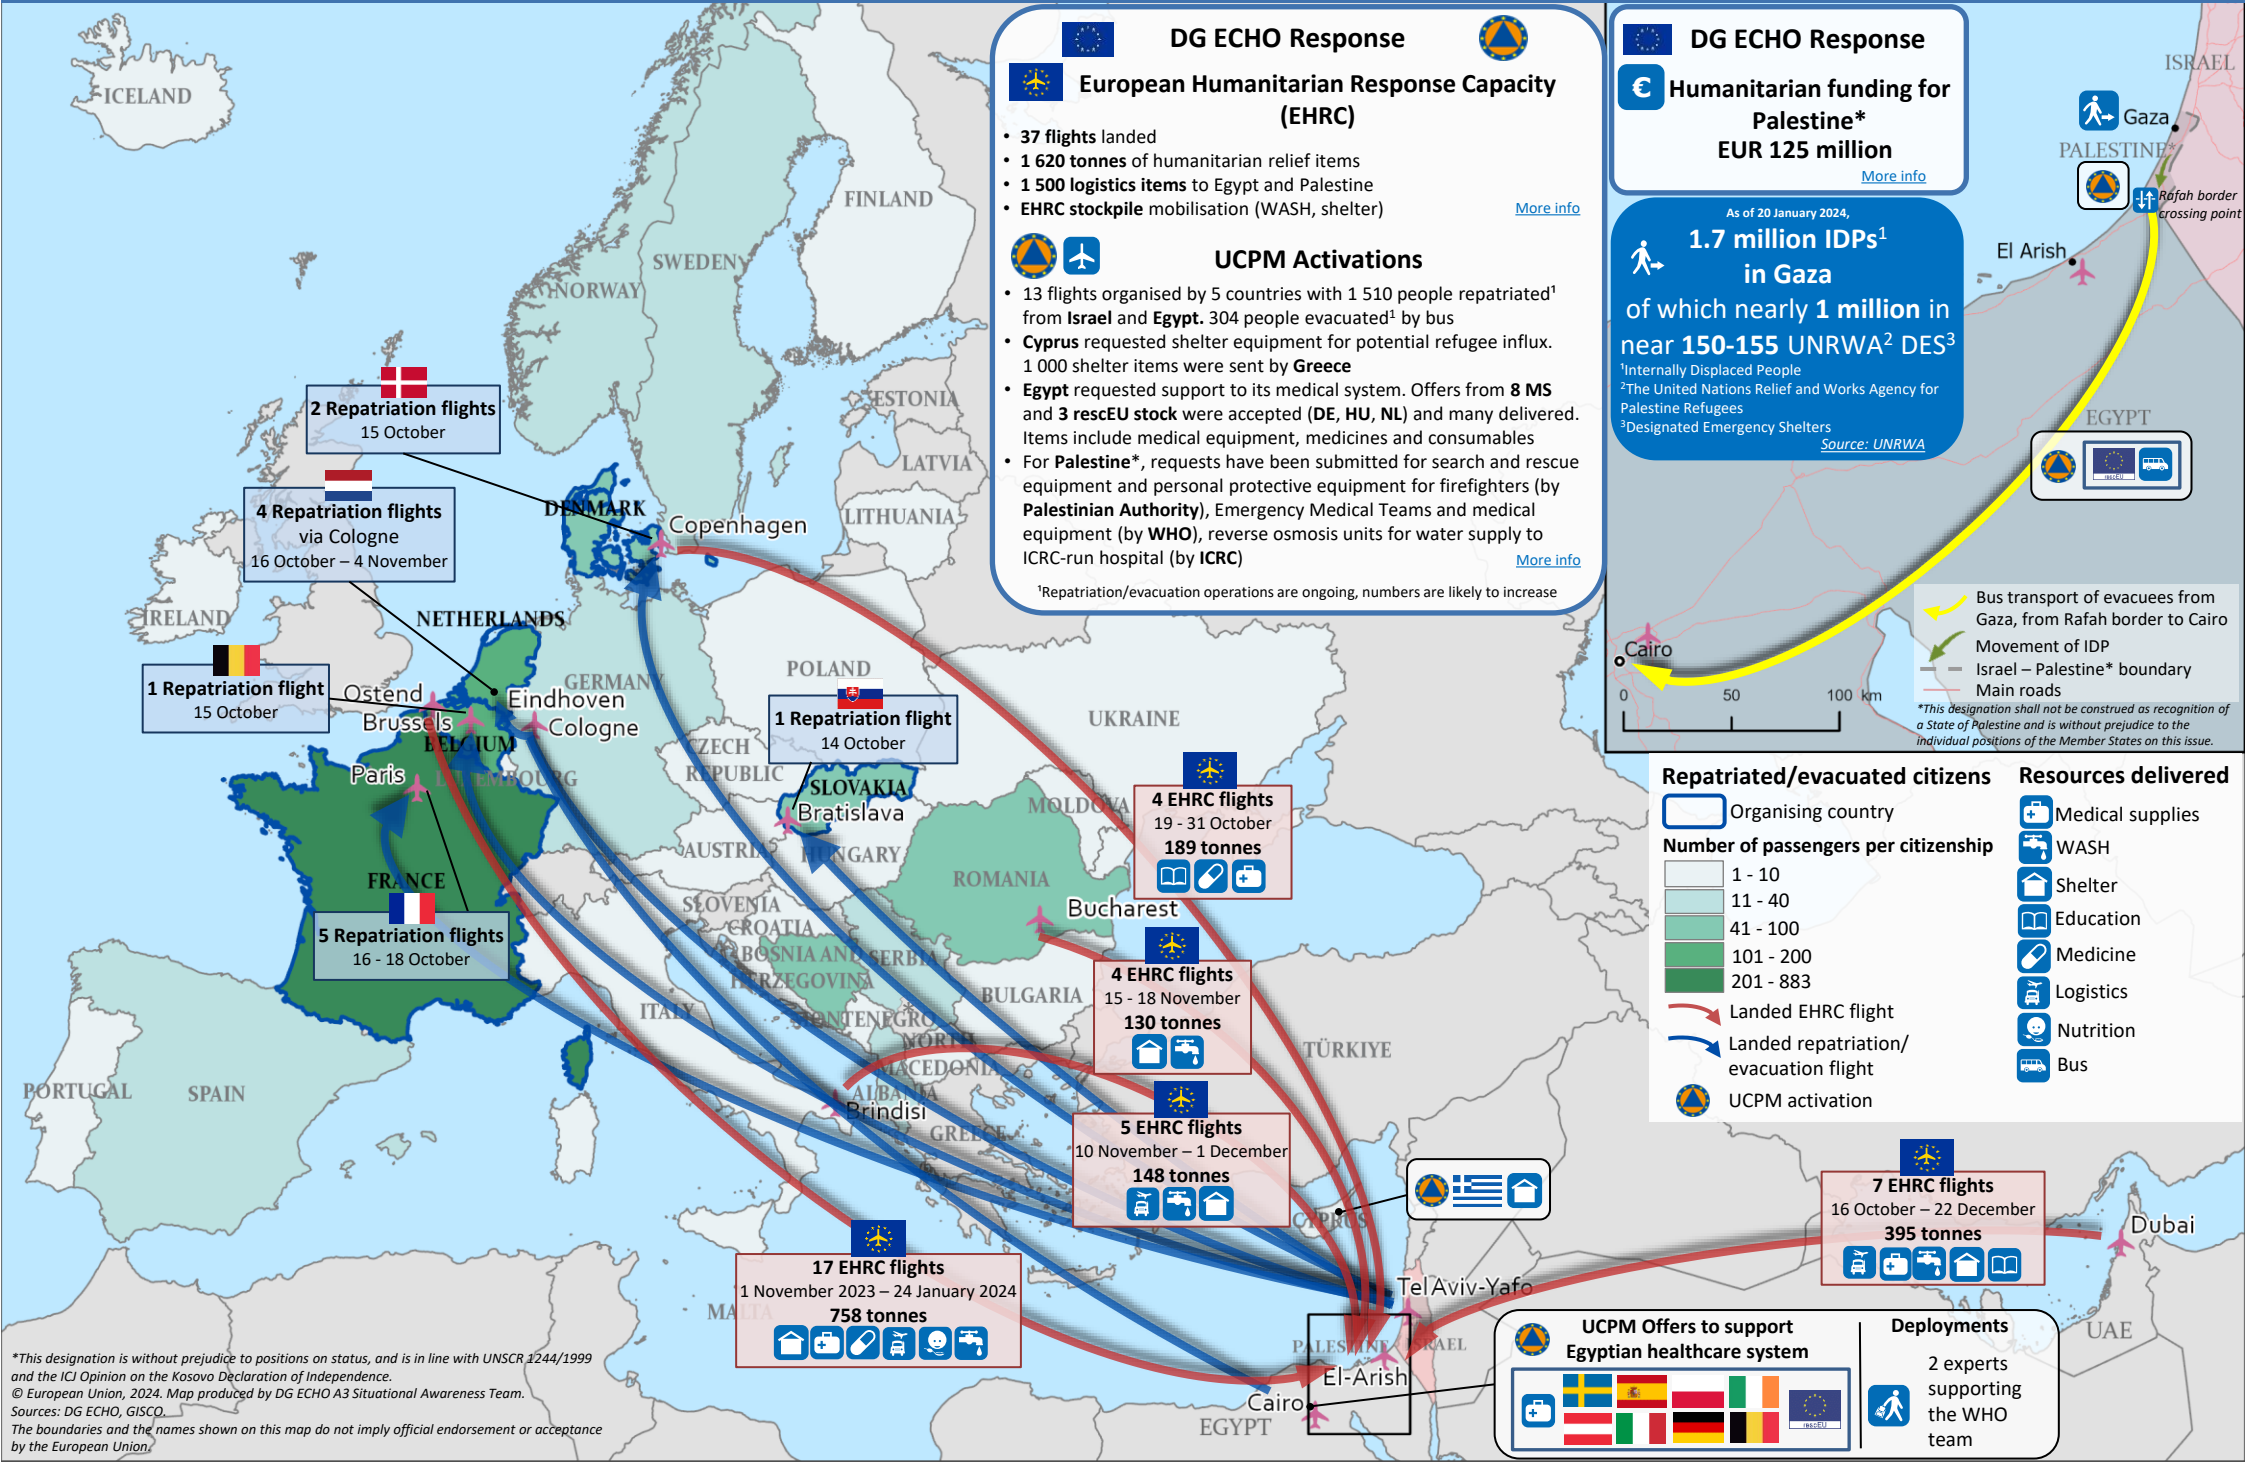 DG ECHO Response
European Humanitarian Response Capacity
(EHRC)
• 37 flights landed
• 1 620 tonnes of humanitarian relief items
• 1 500 logistics items to Egypt and Palestine
• EHRC stockpile mobilisation (WASH, shelter)
More info
UCPM Activations
• 13 flights organised by 5 countries with 1 510 people repatriated¹
from Israel and Egypt. 304 people evacuated¹ by bus
• Cyprus requested shelter equipment for potential refugee influx.
1 000 shelter items were sent by Greece
• Egypt requested support to its medical system. Offers from 8 MS
and 3 rescEU stock were accepted (DE, HU, NL) and many delivered.
Items include medical equipment, medicines and consumables
• For Palestine*, requests have been submitted for search and rescue
equipment and personal protective equipment for firefighters (by
Palestinian Authority), Emergency Medical Teams and medical
equipment (by WHO), reverse osmosis units for water supply to
ICRC-run hospital (by ICRC)
More info
¹Repatriation/evacuation operations are ongoing, numbers are likely to increase
DG ECHO Response
€
Humanitarian funding for
Palestine*
EUR 125 million
More info
As of 20 January 2024,
1.7 million IDPs¹
in Gaza
of which nearly 1 million in
near 150-155 UNRWA² DES³
¹Internally Displaced People
²The United Nations Relief and Works Agency for
Palestine Refugees
³Designated Emergency Shelters
Source: UNRWA
ISRAEL
Gaza
PALESTINE*
Rafah border
crossing point
El Arish
EGYPT
rescEU
Cairo
0 50 100 km
Bus transport of evacuees from
Gaza, from Rafah border to Cairo
Movement of IDP
Israel – Palestine* boundary
Main roads
*This designation shall not be construed as recognition of
a State of Palestine and is without prejudice to the
individual positions of the Member States on this issue.
Repatriated/evacuated citizens
Organising country
Number of passengers per citizenship
1 - 10
11 - 40
41 - 100
101 - 200
201 - 883
Landed EHRC flight
Landed repatriation/
evacuation flight
UCPM activation
Resources delivered
Medical supplies
WASH
Shelter
Education
Medicine
Logistics
Nutrition
Bus
ICELAND
FINLAND
SWEDEN
NORWAY
ESTONIA
LATVIA
LITHUANIA
2 Repatriation flights
15 October
4 Repatriation flights
via Cologne
16 October – 4 November
DENMARK
Copenhagen
IRELAND
NETHERLANDS
1 Repatriation flight
15 October
Ostend
Brussels
Eindhoven
Cologne
GERMANY
BELGIUM
POLAND
1 Repatriation flight
14 October
UKRAINE
CZECH
REPUBLIC
Paris
LUXEMBOURG
SLOVAKIA
Bratislava
MOLDOVA
4 EHRC flights
19 - 31 October
189 tonnes
AUSTRIA
HUNGARY
FRANCE
ROMANIA
5 Repatriation flights
16 - 18 October
SLOVENIA
CROATIA
Bucharest
BOSNIA AND
HERZEGOVINA
SERBIA
4 EHRC flights
15 - 18 November
130 tonnes
ITALY
BULGARIA
MONTENEGRO
NORTH
MACEDONIA
TÜRKIYE
PORTUGAL
SPAIN
ALBANIA
Brindisi
GREECE
5 EHRC flights
10 November – 1 December
148 tonnes
CYPRUS
17 EHRC flights
1 November 2023 – 24 January 2024
758 tonnes
MALTA
7 EHRC flights
16 October – 22 December
395 tonnes
Dubai
UAE
Tel Aviv-Yafo
PALESTINE
ISRAEL
El-Arish
Cairo
EGYPT
UCPM Offers to support
Egyptian healthcare system
rescEU
Deployments
2 experts
supporting
the WHO
team
*This designation is without prejudice to positions on status, and is in line with UNSCR 1244/1999
and the ICJ Opinion on the Kosovo Declaration of Independence.
© European Union, 2024. Map produced by DG ECHO A3 Situational Awareness Team.
Sources: DG ECHO, GISCO.
The boundaries and the names shown on this map do not imply official endorsement or acceptance
by the European Union.